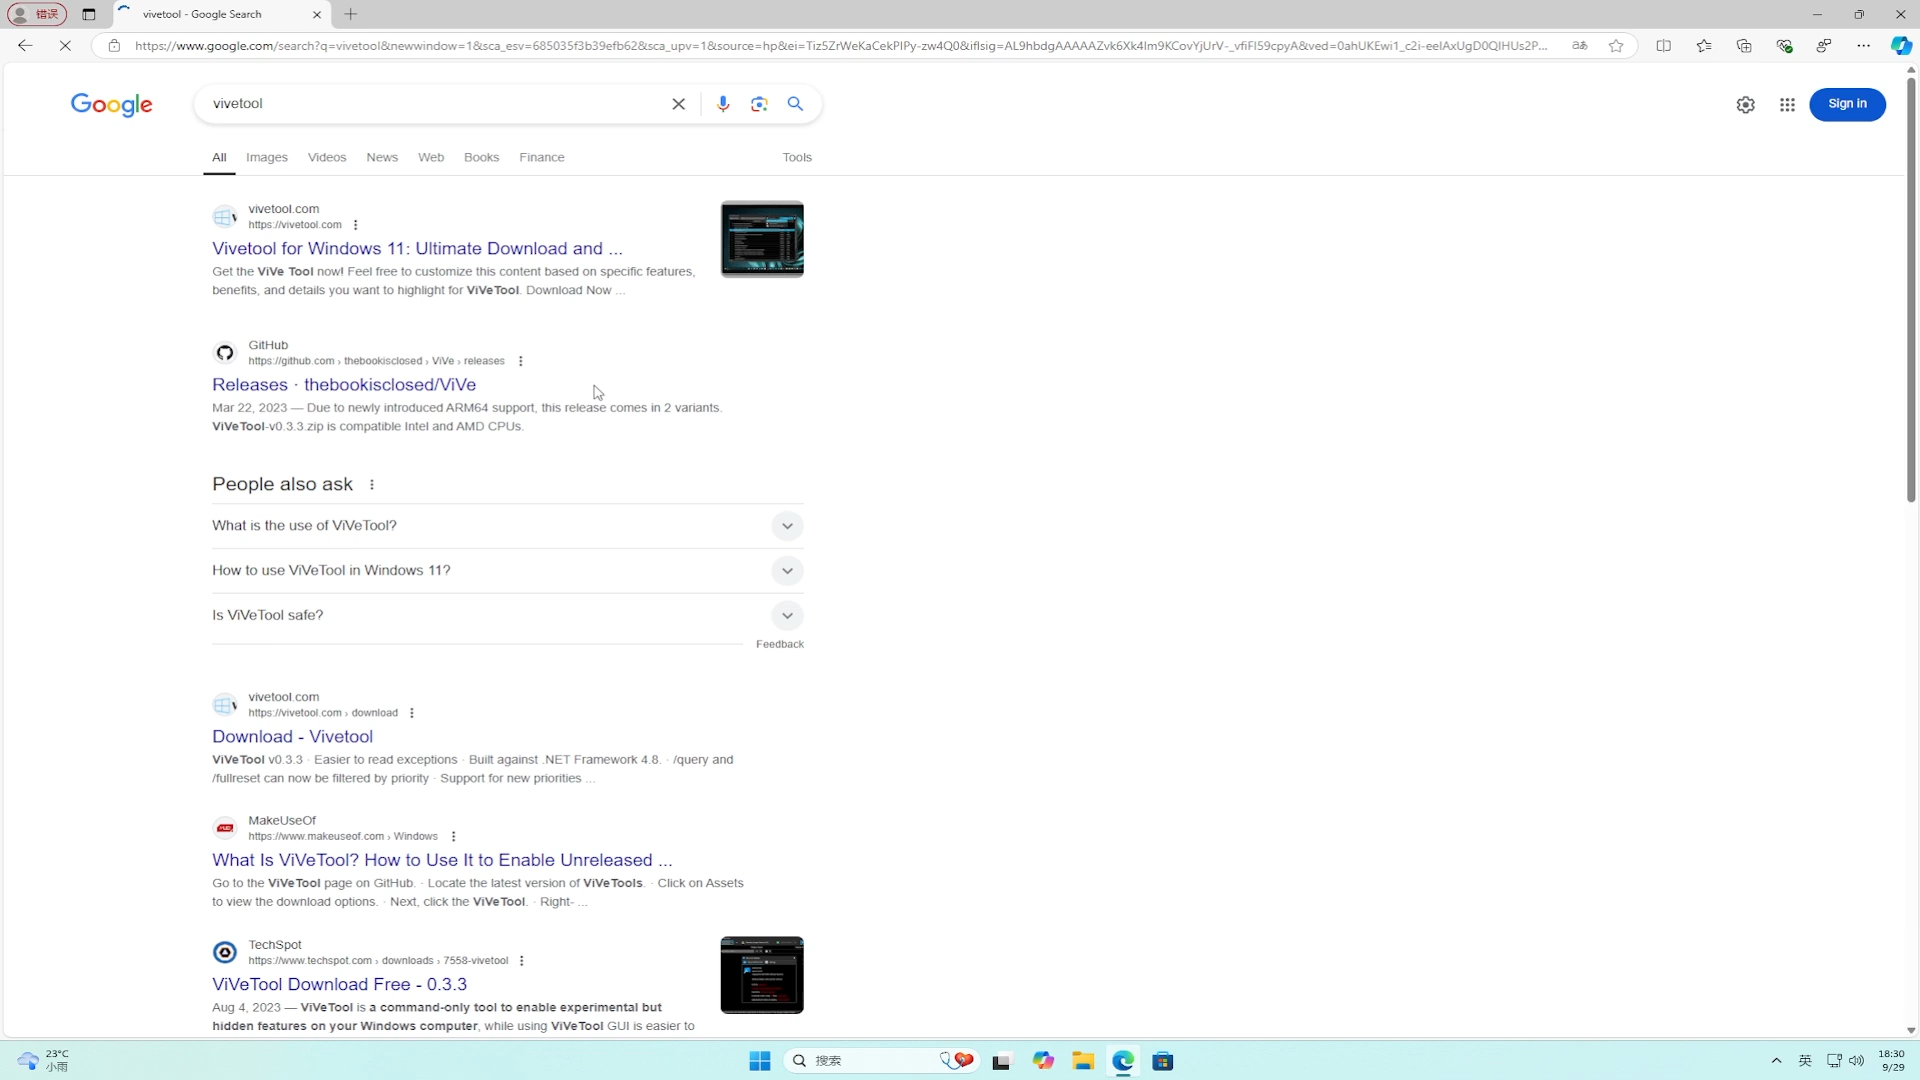 错误
vivetool - Google Search
https://www.google.com/search?q=vivetool&newwindow=1&sca_esv=685035f3b39efb62&sca_upv=1&source=hp&ei=Tiz5ZrWeKaCekPIPy-zw4Q0&iflsig=AL9hbdgAAAAAZvk6Xk4Im9KCovYjUrV-_vfiFI59cpyA&ved=0ahUKEwi1_c2i-eeIAxUgD0QIHUs2P...
Google
vivetool
Sign in
All Images Videos News Web Books Finance Tools
vivetool.com
https://vivetool.com
Vivetool for Windows 11: Ultimate Download and ...
Get the ViVe Tool now! Feel free to customize this content based on specific features,
benefits, and details you want to highlight for ViVeTool. Download Now ...
GitHub
https://github.com › thebookisclosed › ViVe › releases
Releases · thebookisclosed/ViVe
Mar 22, 2023 — Due to newly introduced ARM64 support, this release comes in 2 variants.
ViVeTool-v0.3.3.zip is compatible Intel and AMD CPUs.
People also ask
What is the use of ViVeTool?
How to use ViVeTool in Windows 11?
Is ViVeTool safe?
Feedback
vivetool.com
https://vivetool.com › download
Download - Vivetool
ViVeTool v0.3.3 · Easier to read exceptions · Built against .NET Framework 4.8. · /query and
/fullreset can now be filtered by priority · Support for new priorities ...
MakeUseOf
https://www.makeuseof.com › Windows
What Is ViVeTool? How to Use It to Enable Unreleased ...
Go to the ViVeTool page on GitHub. · Locate the latest version of ViVeTools. · Click on Assets
to view the download options. · Next, click the ViVeTool. · Right- ...
TechSpot
https://www.techspot.com › downloads › 7558-vivetool
ViVeTool Download Free - 0.3.3
Aug 4, 2023 — ViVeTool is a command-only tool to enable experimental but
hidden features on your Windows computer, while using ViVeTool GUI is easier to
23°C
小雨
搜索
英
18:30
9/29